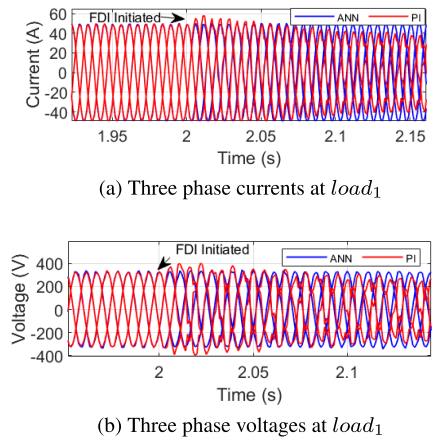 60
40
20
0
-20
-40
Current (A)
FDI Initiated
ANN
PI
1.95
2
2.05
2.1
2.15
Time (s)
(a) Three phase currents at load₁
400
200
0
-200
-400
Voltage (V)
FDI Initiated
ANN
PI
2
2.05
2.1
Time (s)
(b) Three phase voltages at load₁